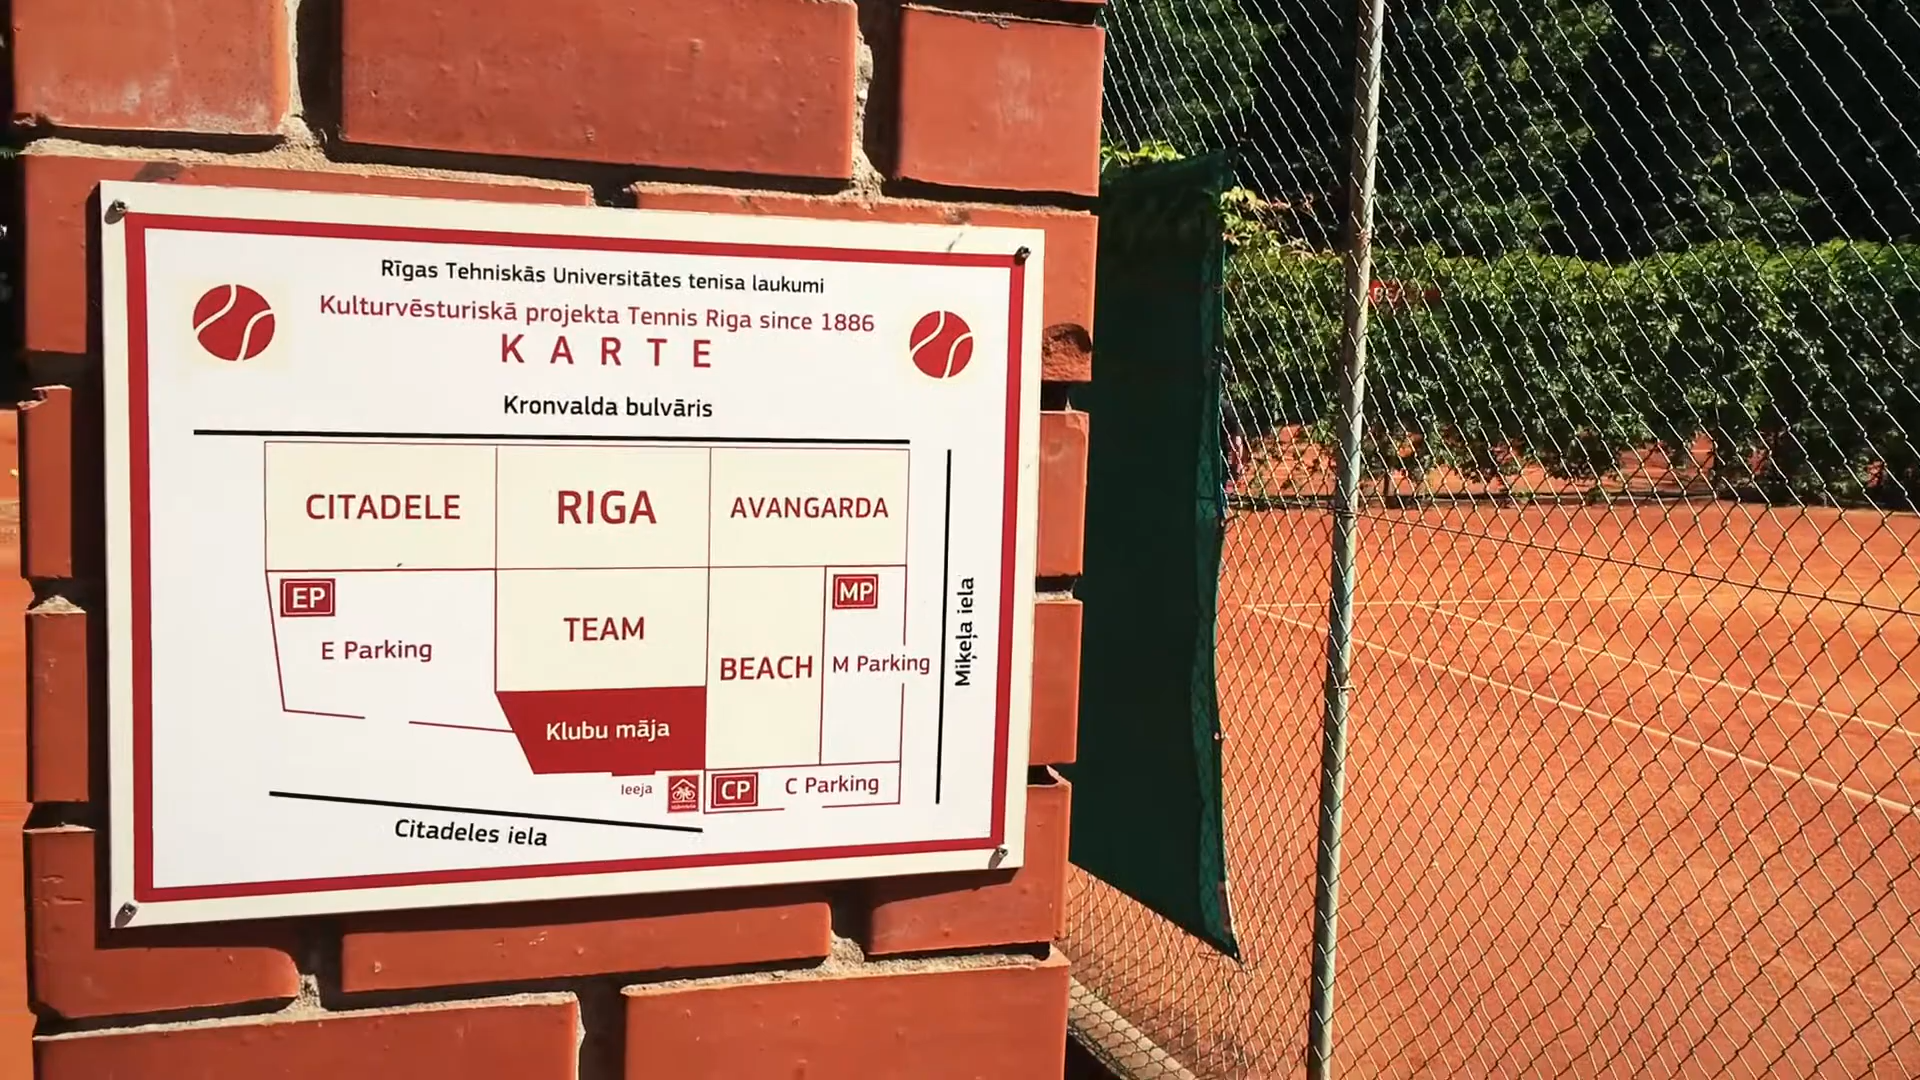 Rīgas Tehniskās Universitātes tenisa laukumi
Kulturvēsturiskā projekta Tennis Riga since 1886
KARTE
Kronvalda bulvāris
CITADELE
RIGA
AVANGARDA
EP
E Parking
TEAM
BEACH
MP
M Parking
Miķeļa iela
Klubu māja
Ieeja
CP
C Parking
Citadeles iela